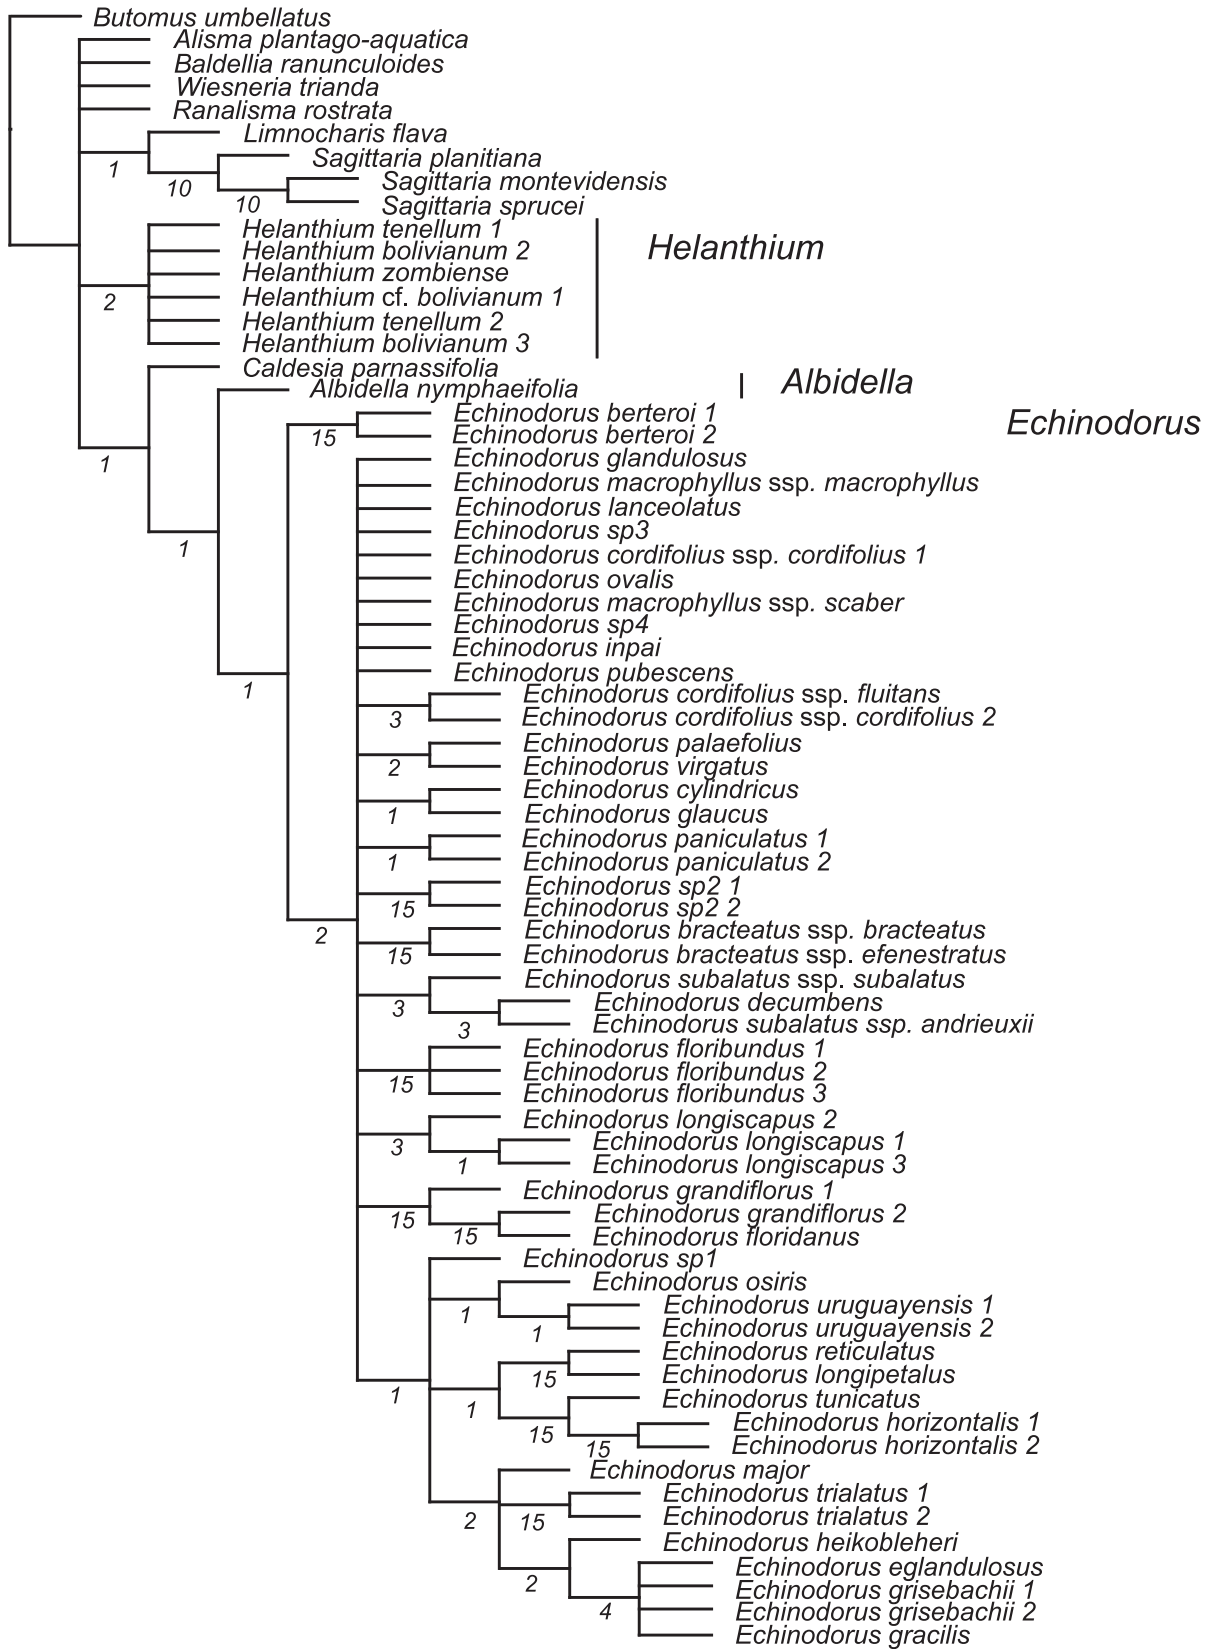 Butomus umbellatus
Alisma plantago-aquatica
Baldellia ranunculoides
Wiesneria trianda
Ranalisma rostrata
Limnocharis flava
1
Sagittaria planitiana
10
Sagittaria montevidensis
10
Sagittaria sprucei
Helanthium tenellum 1
Helanthium bolivianum 2
Helanthium
Helanthium zombiense
2
Helanthium cf. bolivianum 1
Helanthium tenellum 2
Helanthium bolivianum 3
Caldesia parnassifolia
Albidella nymphaeifolia
Albidella
Echinodorus berteroi 1
15
Echinodorus berteroi 2
Echinodorus
1
Echinodorus glandulosus
Echinodorus macrophyllus ssp. macrophyllus
Echinodorus lanceolatus
Echinodorus sp3
1
Echinodorus cordifolius ssp. cordifolius 1
Echinodorus ovalis
Echinodorus macrophyllus ssp. scaber
Echinodorus sp4
Echinodorus inpai
Echinodorus pubescens
1
Echinodorus cordifolius ssp. fluitans
3
Echinodorus cordifolius ssp. cordifolius 2
Echinodorus palaefolius
2
Echinodorus virgatus
Echinodorus cylindricus
1
Echinodorus glaucus
Echinodorus paniculatus 1
1
Echinodorus paniculatus 2
Echinodorus sp2 1
15
Echinodorus sp2 2
2
Echinodorus bracteatus ssp. bracteatus
15
Echinodorus bracteatus ssp. efenestratus
Echinodorus subalatus ssp. subalatus
3
Echinodorus decumbens
3
Echinodorus subalatus ssp. andrieuxii
Echinodorus floribundus 1
Echinodorus floribundus 2
15
Echinodorus floribundus 3
Echinodorus longiscapus 2
3
Echinodorus longiscapus 1
1
Echinodorus longiscapus 3
Echinodorus grandiflorus 1
15
Echinodorus grandiflorus 2
15
Echinodorus floridanus
Echinodorus sp1
Echinodorus osiris
1
Echinodorus uruguayensis 1
1
Echinodorus uruguayensis 2
Echinodorus reticulatus
15
Echinodorus longipetalus
1
1
Echinodorus tunicatus
Echinodorus horizontalis 1
15
15
Echinodorus horizontalis 2
Echinodorus major
Echinodorus trialatus 1
2
15
Echinodorus trialatus 2
Echinodorus heikobleheri
Echinodorus eglandulosus
2
Echinodorus grisebachii 1
4
Echinodorus grisebachii 2
Echinodorus gracilis